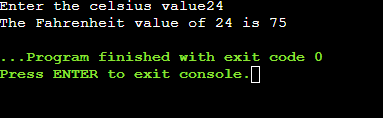 Enter the celsius value24
The Fahrenheit value of 24 is 75
...Program finished with exit code 0
Press ENTER to exit console.